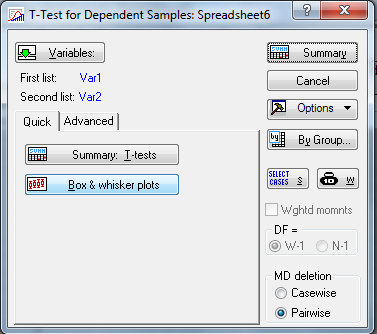 T-Test for Dependent Samples: Spreadsheet6
Variables:
First list: Var1
Second list: Var2
Quick Advanced
Summary: T-tests
Box & whisker plots
Summary
Cancel
Options
By Group...
SELECT CASES S W
Wghtd momnts
DF =
W-1 N-1
MD deletion
Casewise
Pairwise